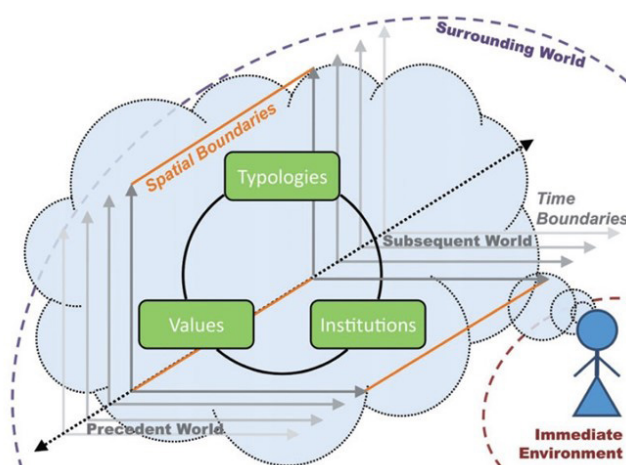 Surrounding World
Spatial Boundaries
Typologies
Time
Boundaries
Subsequent World
Values
Institutions
Precedent World
Immediate
Environment